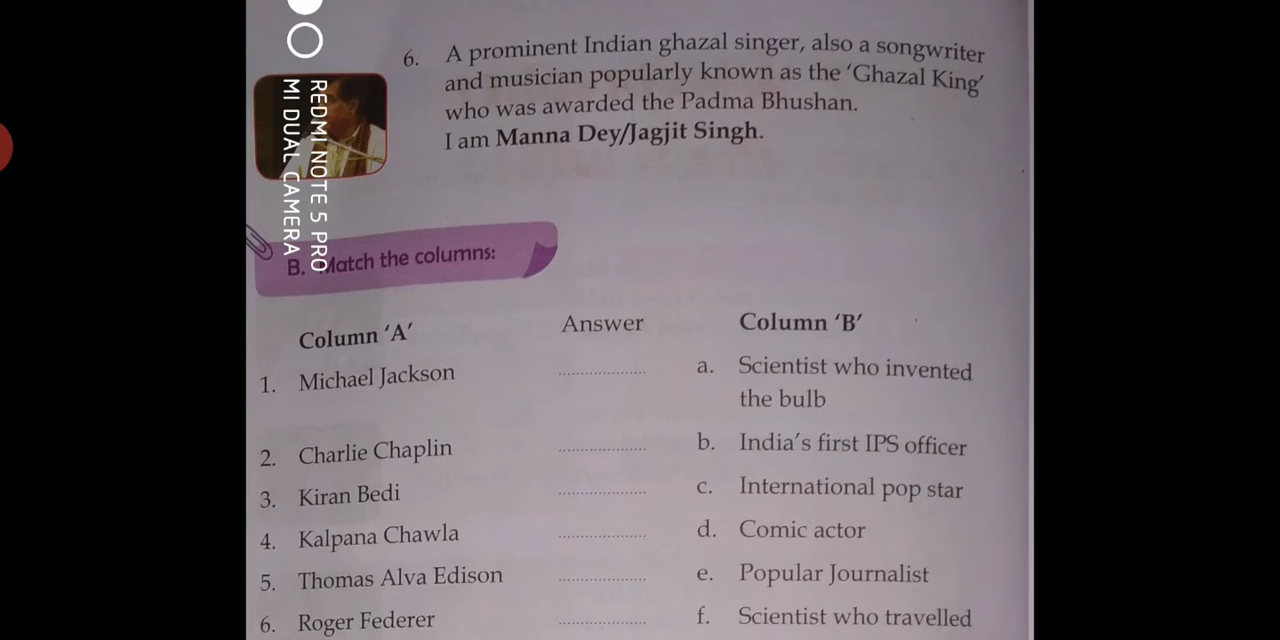 6. A prominent Indian ghazal singer, also a songwriter
and musician popularly known as the ‘Ghazal King’
who was awarded the Padma Bhushan.
I am Manna Dey/Jagjit Singh.
REDMI NOTE 5 PRO
MI DUAL CAMERA
B. Match the columns:
Column ‘A’ Answer Column ‘B’
1. Michael Jackson .................... a. Scientist who invented
the bulb
2. Charlie Chaplin .................... b. India’s first IPS officer
3. Kiran Bedi .................... c. International pop star
4. Kalpana Chawla .................... d. Comic actor
5. Thomas Alva Edison .................... e. Popular Journalist
6. Roger Federer .................... f. Scientist who travelled